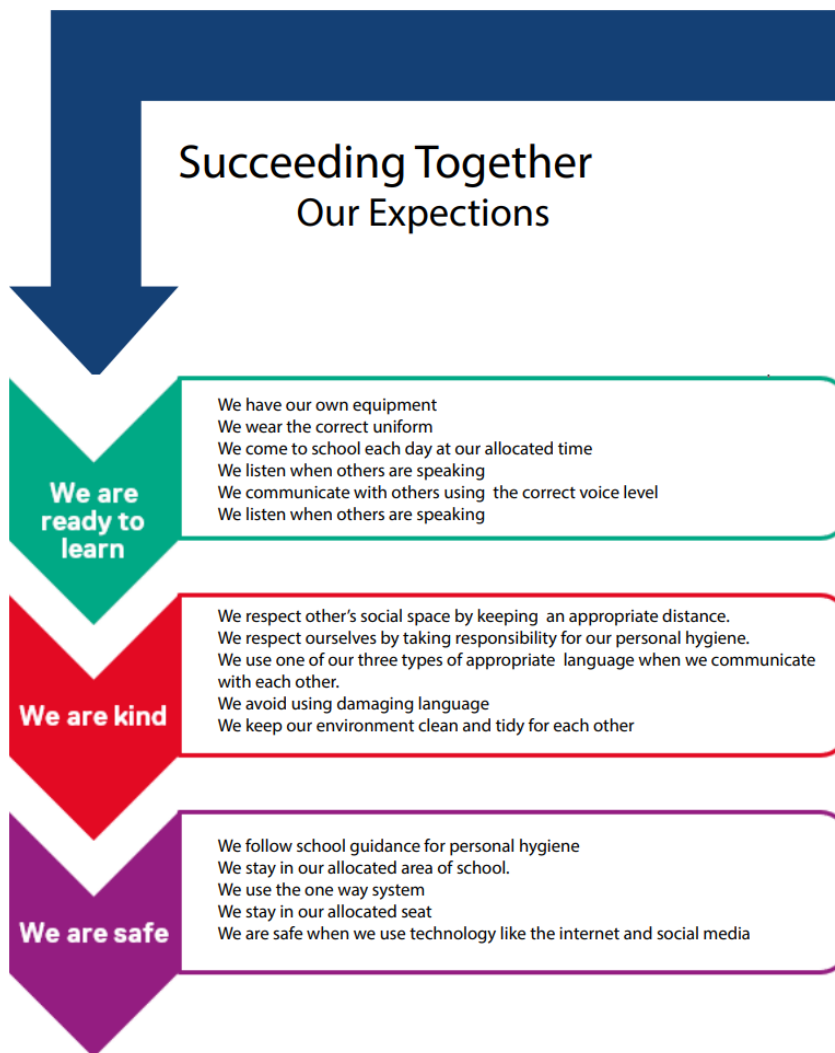 Succeeding Together
Our Expections
We are
ready to
learn
We have our own equipment
We wear the correct uniform
We come to school each day at our allocated time
We listen when others are speaking
We communicate with others using  the correct voice level
We listen when others are speaking
We are kind
We respect other's social space by keeping  an appropriate distance.
We respect ourselves by taking responsibility for our personal hygiene.
We use one of our three types of appropriate  language when we communicate
with each other.
We avoid using damaging language
We keep our environment clean and tidy for each other
We are safe
We follow school guidance for personal hygiene
We stay in our allocated area of school.
We use the one way system
We stay in our allocated seat
We are safe when we use technology like the internet and social media